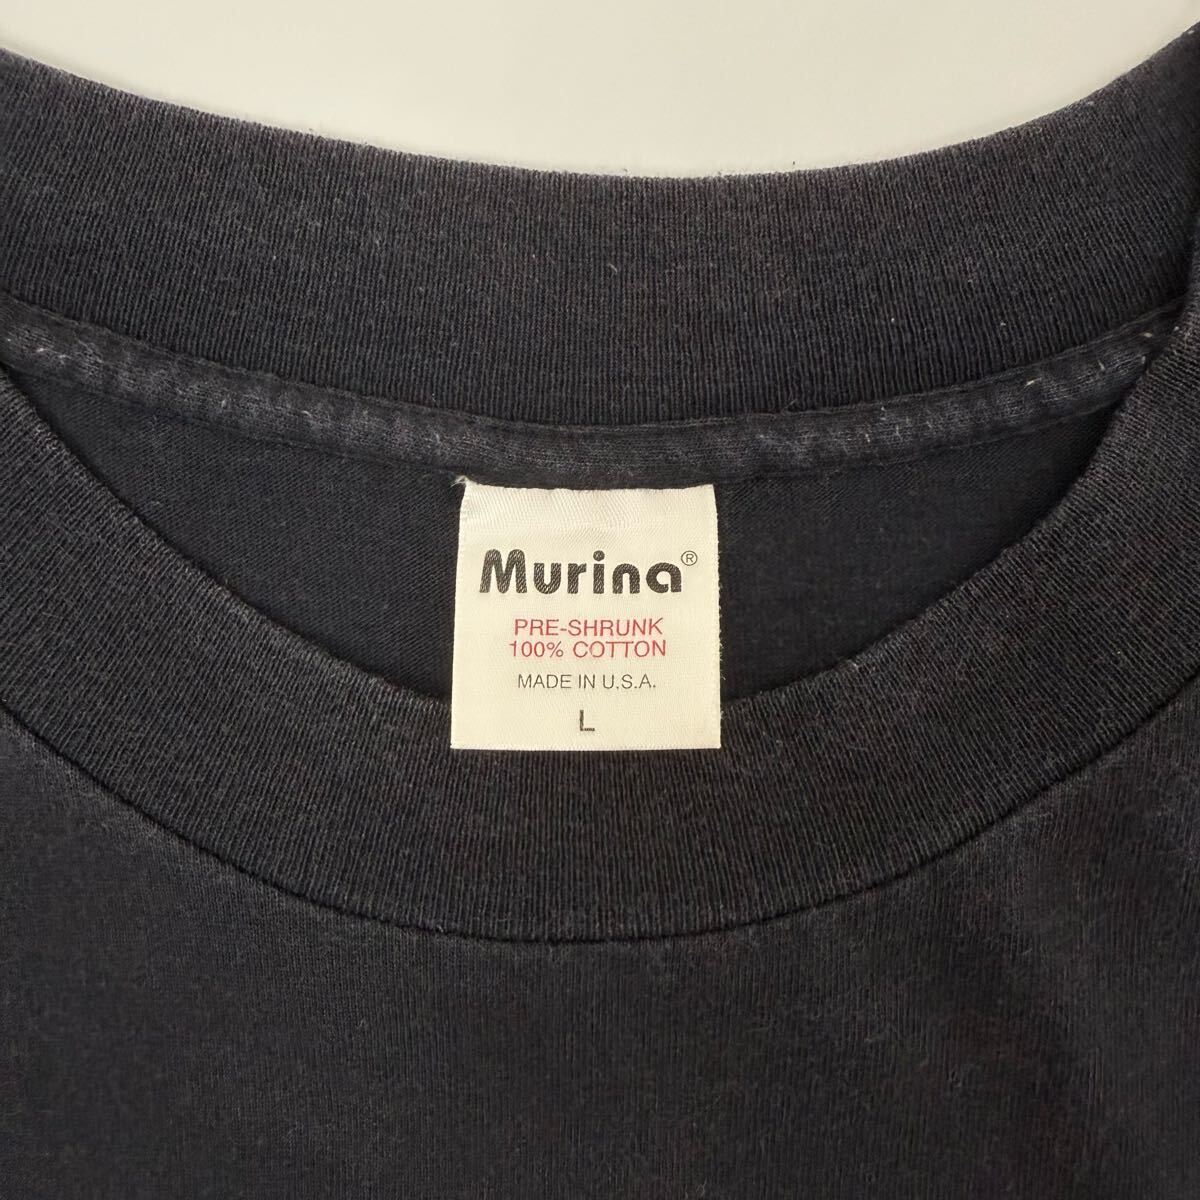 Murina®
PRE-SHRUNK
100% COTTON
MADE IN U.S.A.
L